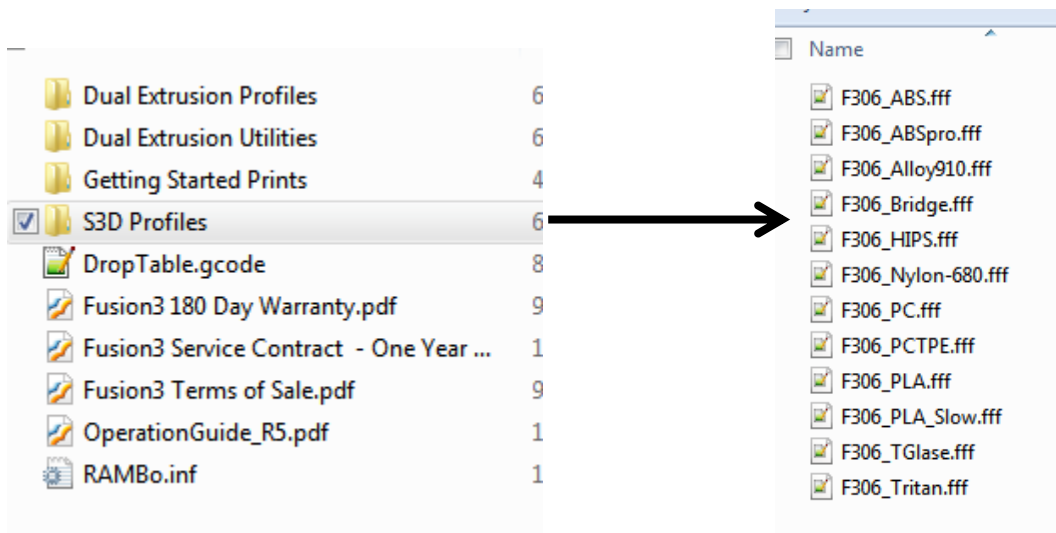 Dual Extrusion Profiles 6
Dual Extrusion Utilities 6
Getting Started Prints 4
S3D Profiles 6
DropTable.gcode 8
Fusion3 180 Day Warranty.pdf 9
Fusion3 Service Contract - One Year ... 1
Fusion3 Terms of Sale.pdf 9
OperationGuide_R5.pdf 1
RAMBo.inf 1
Name
F306_ABS.fff
F306_ABSpro.fff
F306_Alloy910.fff
F306_Bridge.fff
F306_HIPS.fff
F306_Nylon-680.fff
F306_PC.fff
F306_PCTPE.fff
F306_PLA.fff
F306_PLA_Slow.fff
F306_TGlase.fff
F306_Tritan.fff